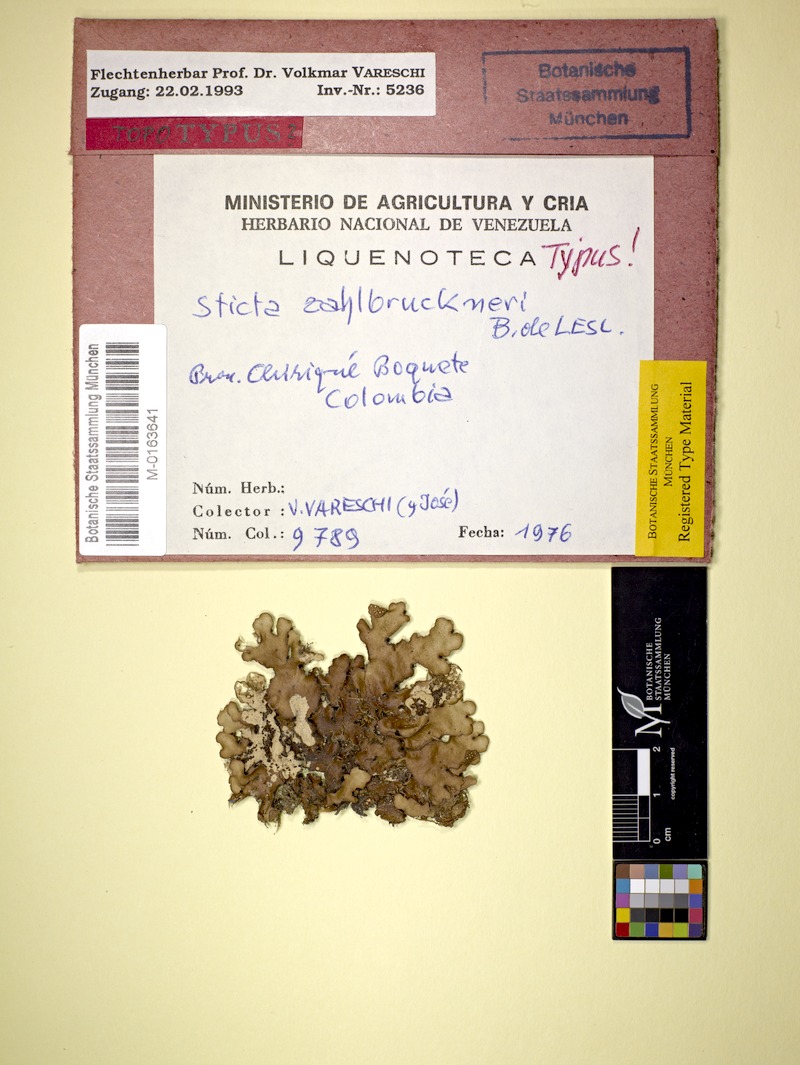 Flechtenherbar Prof. Dr. Volkmar VARESCHI
Zugang: 22.02.1993 Inv.-Nr.: 5236
Botanische
Staatssammlung
München
TYPUS
MINISTERIO DE AGRICULTURA Y CRIA
HERBARIO NACIONAL DE VENEZUELA
LIQUENOTECA Typus!
Sticta zahlbruckneri
B. de LESL.
Chiriqué Boquete
Colombia
Núm. Herb.:
Colector : V. VARESCHI (y José)
Núm. Col.: 9789 Fecha: 1976
Botanische Staatssammlung München
M-0163641
BOTANISCHE STAATSSAMMLUNG
MÜNCHEN
Registered Type Material
BOTANISCHE
STAATSSAMMLUNG
MÜNCHEN
copyright reserved
0 1 2
cm